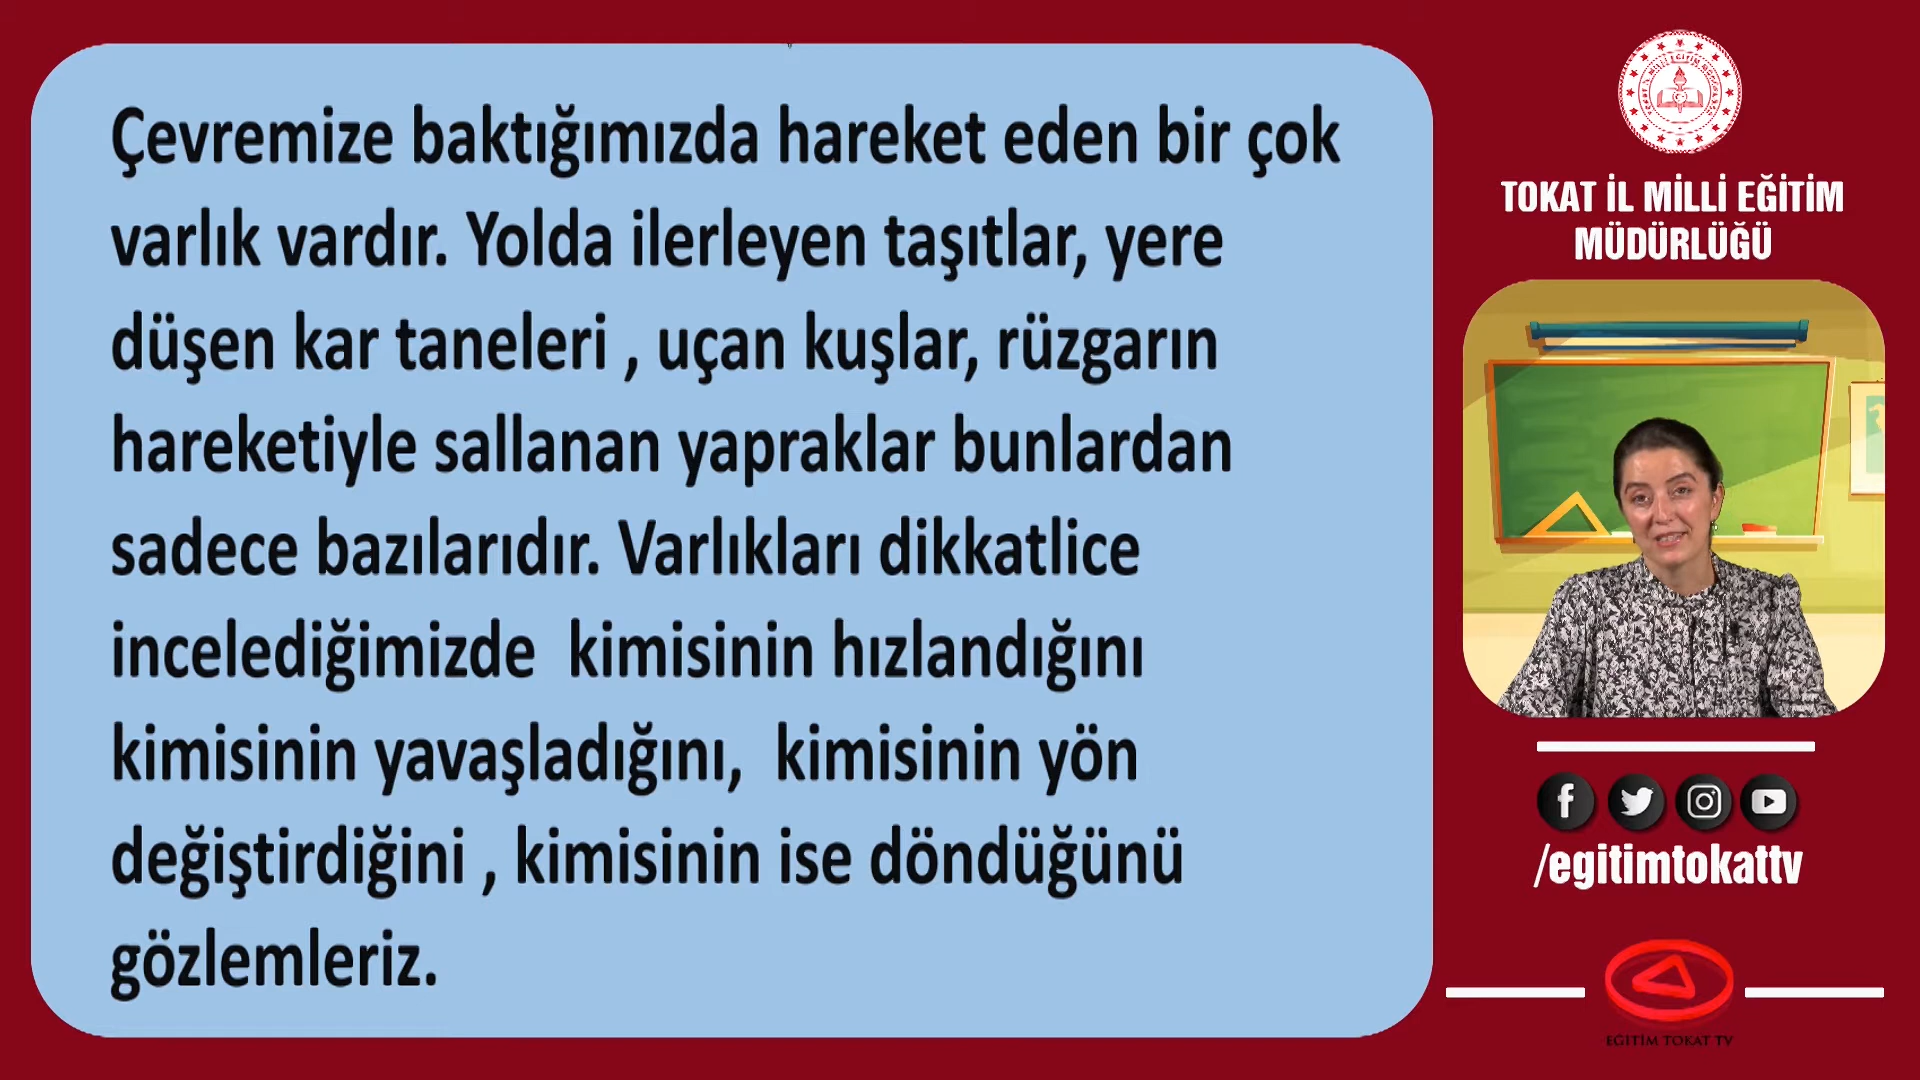 Çevremize baktığımızda hareket eden bir çok
varlık vardır. Yolda ilerleyen taşıtlar, yere
düşen kar taneleri , uçan kuşlar, rüzgarın
hareketiyle sallanan yapraklar bunlardan
sadece bazılarıdır. Varlıkları dikkatlice
incelediğimizde  kimisinin hızlandığını
kimisinin yavaşladığını,  kimisinin yön
değiştirdiğini , kimisinin ise döndüğünü
gözlemleriz.
TOKAT İL MİLLİ EĞİTİM
MÜDÜRLÜĞÜ
/egitimtokattv
EĞİTİM TOKAT TV